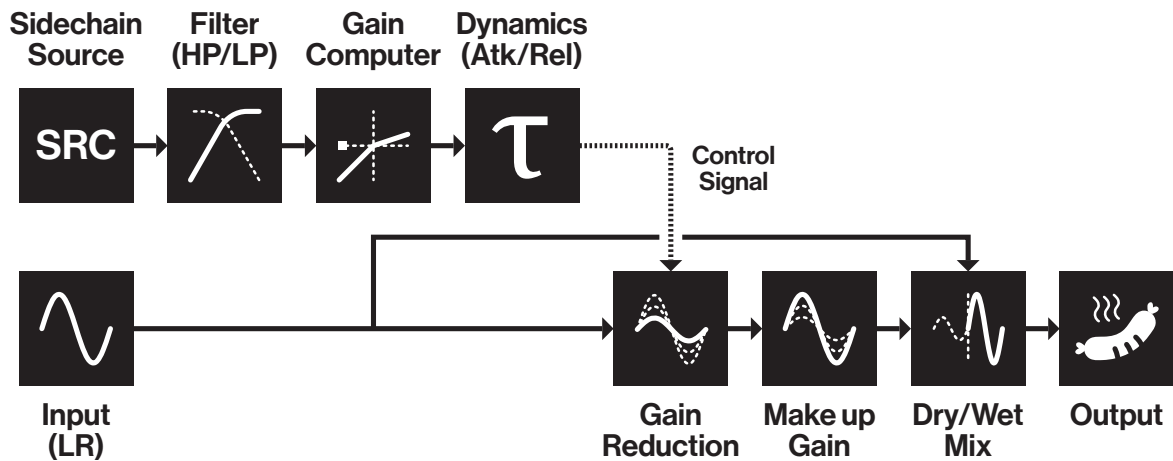 Sidechain
Source
Filter
(HP/LP)
Gain
Computer
Dynamics
(Atk/Rel)
SRC
τ
Control
Signal
Input
(LR)
Gain
Reduction
Make up
Gain
Dry/Wet
Mix
Output